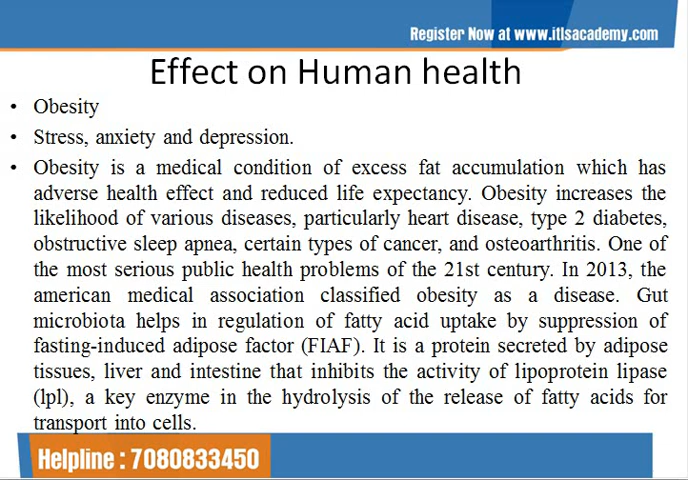 Register Now at www.itlsacademy.com
Effect on Human health
• Obesity
• Stress, anxiety and depression.
• Obesity is a medical condition of excess fat accumulation which has
adverse health effect and reduced life expectancy. Obesity increases the
likelihood of various diseases, particularly heart disease, type 2 diabetes,
obstructive sleep apnea, certain types of cancer, and osteoarthritis. One of
the most serious public health problems of the 21st century. In 2013, the
american medical association classified obesity as a disease. Gut
microbiota helps in regulation of fatty acid uptake by suppression of
fasting-induced adipose factor (FIAF). It is a protein secreted by adipose
tissues, liver and intestine that inhibits the activity of lipoprotein lipase
(lpl), a key enzyme in the hydrolysis of the release of fatty acids for
transport into cells.
Helpline : 7080833450